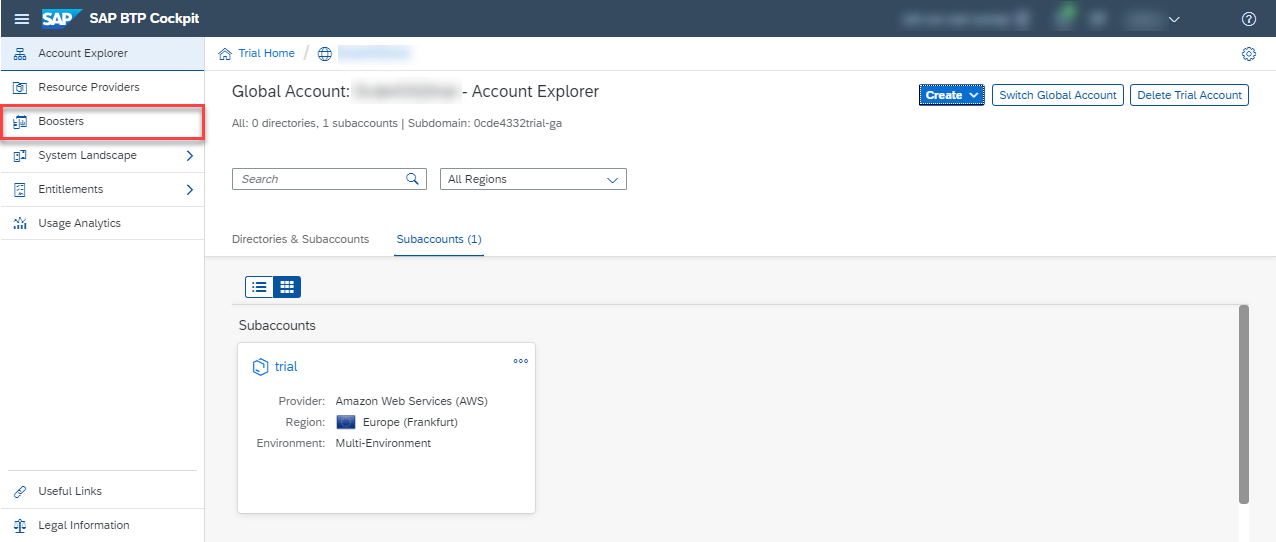 SAP SAP BTP Cockpit
Account Explorer
Resource Providers
Boosters
System Landscape
Entitlements
Usage Analytics
Useful Links
Legal Information
Trial Home /
Global Account: - Account Explorer
Create Switch Global Account Delete Trial Account
All: 0 directories, 1 subaccounts | Subdomain: 0cde4332trial-ga
Search All Regions
Directories & Subaccounts Subaccounts (1)
Subaccounts
trial
Provider: Amazon Web Services (AWS)
Region: Europe (Frankfurt)
Environment: Multi-Environment